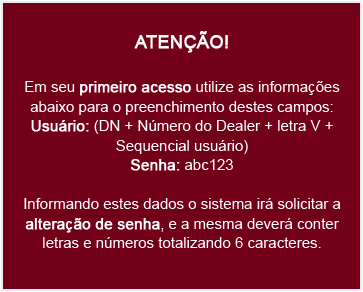 ATENÇÃO!
Em seu primeiro acesso utilize as informações
abaixo para o preenchimento destes campos:
Usuário: (DN + Número do Dealer + letra V +
Sequencial usuário)
Senha: abc123
Informando estes dados o sistema irá solicitar a
alteração de senha, e a mesma deverá conter
letras e números totalizando 6 caracteres.